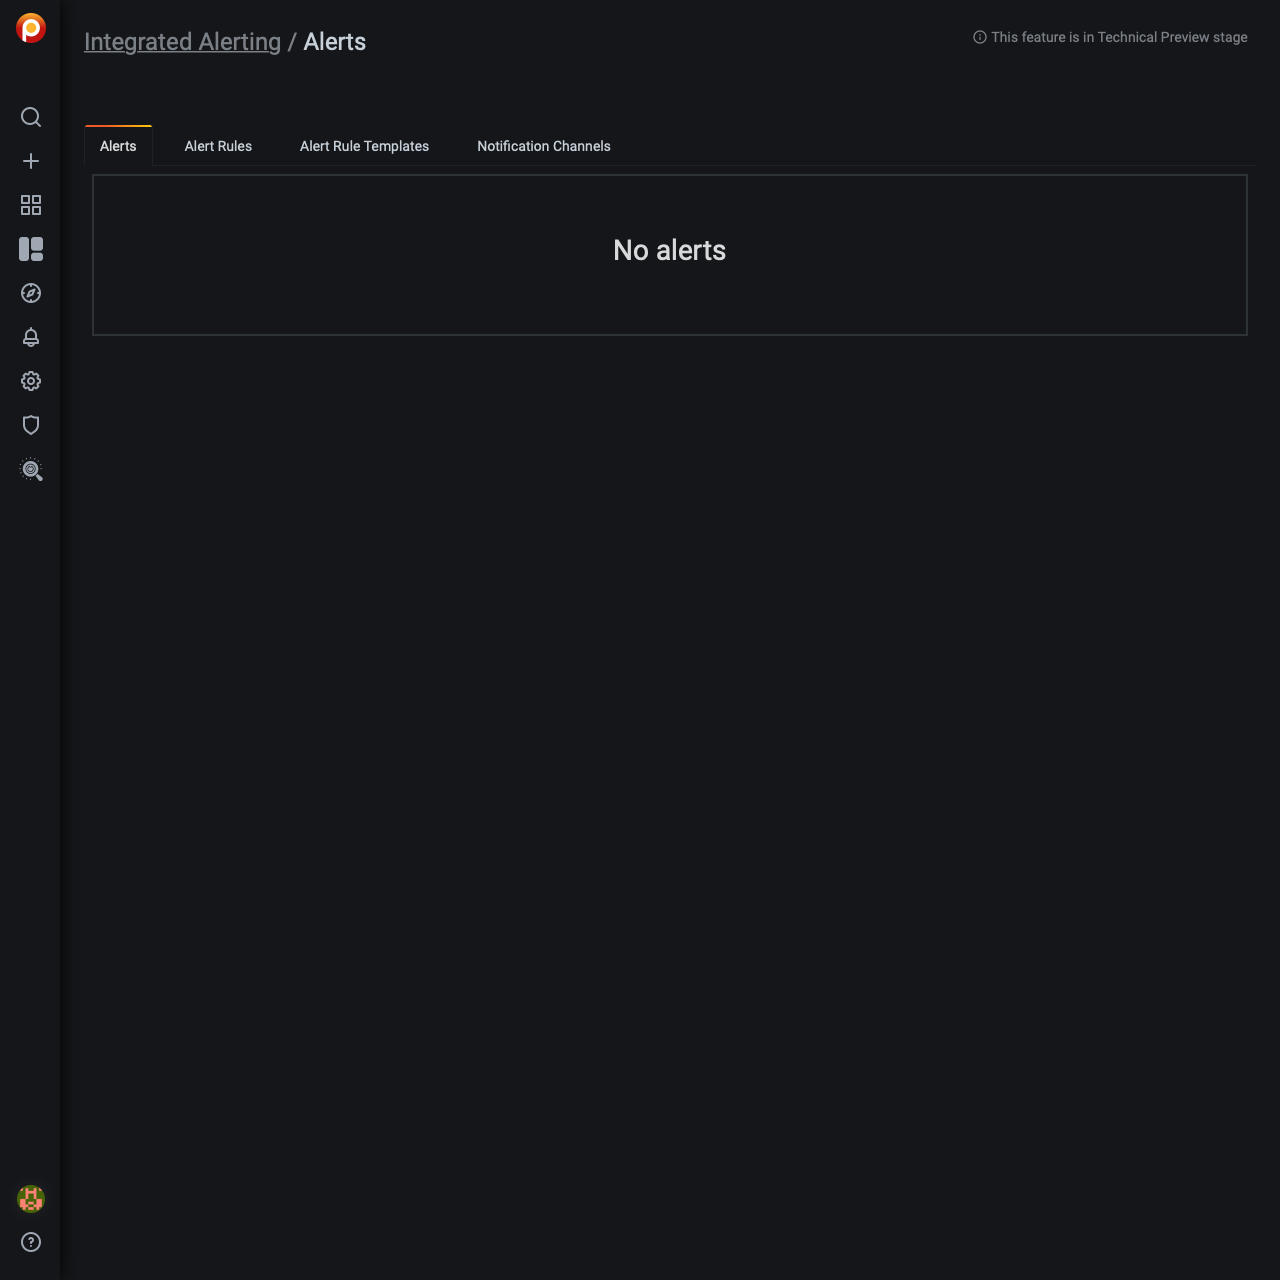 Integrated Alerting / Alerts
This feature is in Technical Preview stage
Alerts Alert Rules Alert Rule Templates Notification Channels
No alerts